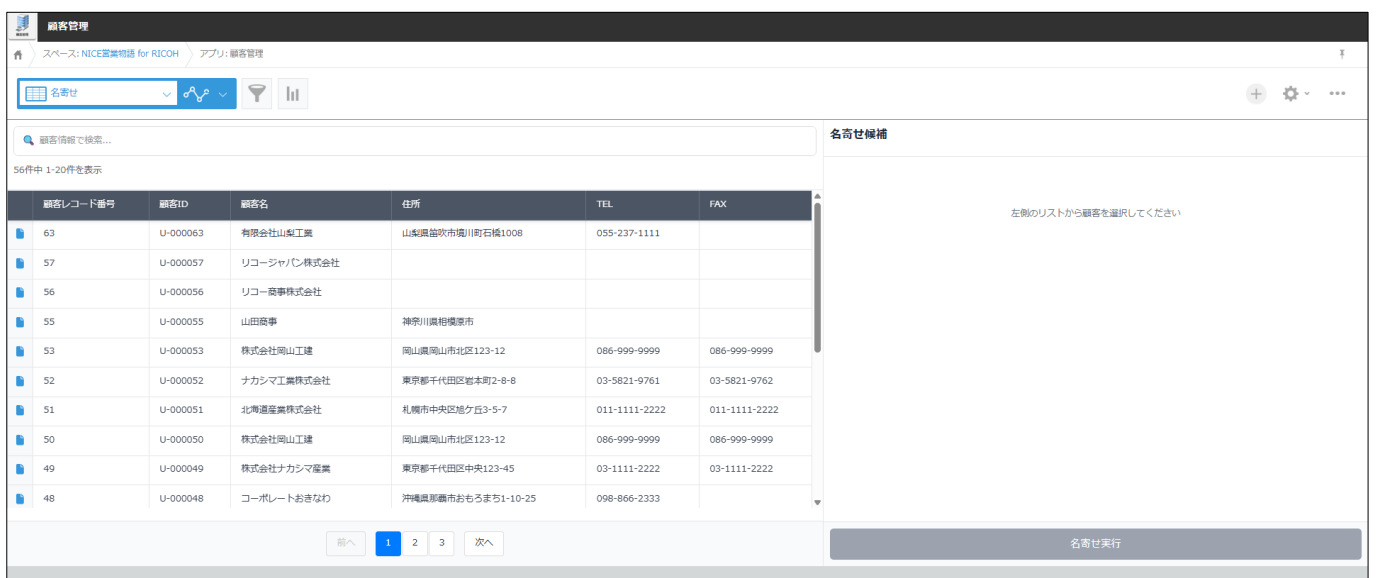 顧客管理
スペース: NICE営業物語 for RICOH アプリ: 顧客管理
名寄せ
顧客情報で検索...
56件中 1-20件を表示
顧客レコード番号 顧客ID 顧客名 住所 TEL FAX
63 U-000063 有限会社山梨工業 山梨県笛吹市境川町石橋1008 055-237-1111
57 U-000057 リコージャパン株式会社
56 U-000056 リコー商事株式会社
55 U-000055 山田商事 神奈川県相模原市
53 U-000053 株式会社岡山工建 岡山県岡山市北区123-12 086-999-9999 086-999-9999
52 U-000052 ナカシマ工業株式会社 東京都千代田区岩本町2-8-8 03-5821-9761 03-5821-9762
51 U-000051 北海道産業株式会社 札幌市中央区旭ケ丘3-5-7 011-1111-2222 011-1111-2222
50 U-000050 株式会社岡山工建 岡山県岡山市北区123-12 086-999-9999 086-999-9999
49 U-000049 株式会社ナカシマ産業 東京都千代田区中央123-45 03-1111-2222 03-1111-2222
48 U-000048 コーポレートおきなわ 沖縄県那覇市おもろまち1-10-25 098-866-2333
前へ 1 2 3 次へ
名寄せ候補
左側のリストから顧客を選択してください
名寄せ実行